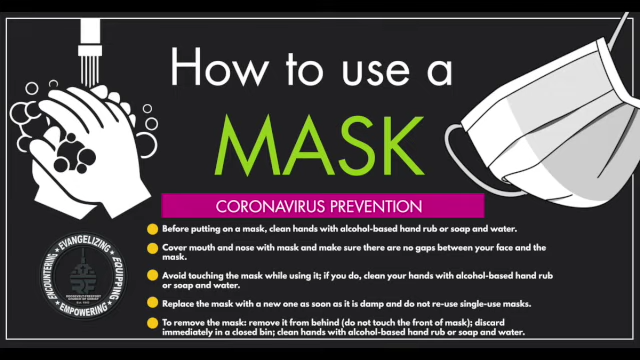 How to use a
MASK
CORONAVIRUS PREVENTION
Before putting on a mask, clean hands with alcohol-based hand rub or soap and water.
Cover mouth and nose with mask and make sure there are no gaps between your face and the
mask.
Avoid touching the mask while using it; if you do, clean your hands with alcohol-based hand rub
or soap and water.
Replace the mask with a new one as soon as it is damp and do not re-use single-use masks.
To remove the mask: remove it from behind (do not touch the front of mask); discard
immediately in a closed bin; clean hands with alcohol-based hand rub or soap and water.
ENCOUNTERING EVANGELIZING EQUIPPING EMPOWERING